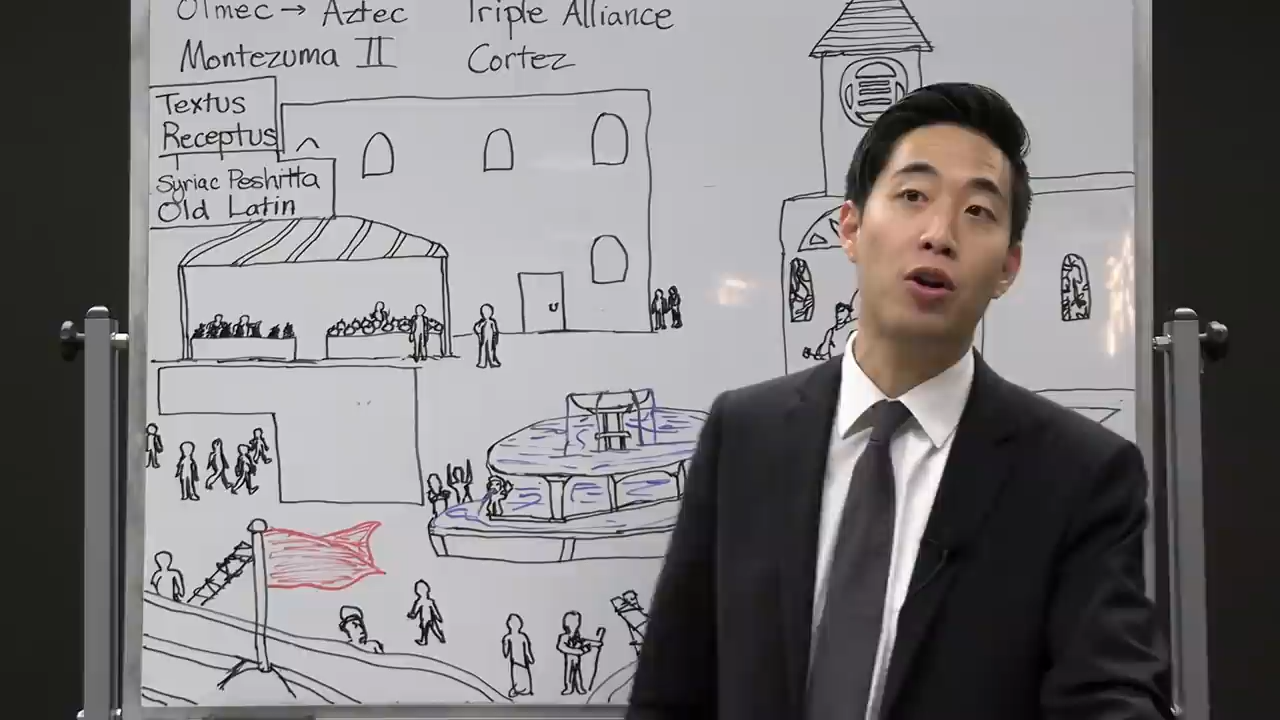 Olmec → Aztec
Triple Alliance
Montezuma II
Cortez
Textus
Receptus
Syriac Peshitta
Old Latin